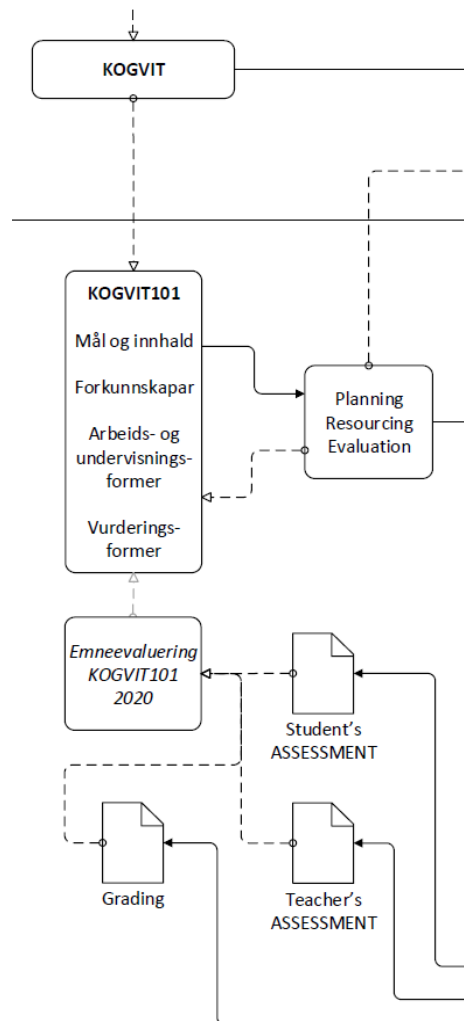 KOGVIT
KOGVIT101
Mål og innhald
Forkunnskapar
Arbeids- og
undervisnings-
former
Vurderings-
former
Planning
Resourcing
Evaluation
Emneevaluering
KOGVIT101
2020
Student’s
ASSESSMENT
Grading
Teacher’s
ASSESSMENT